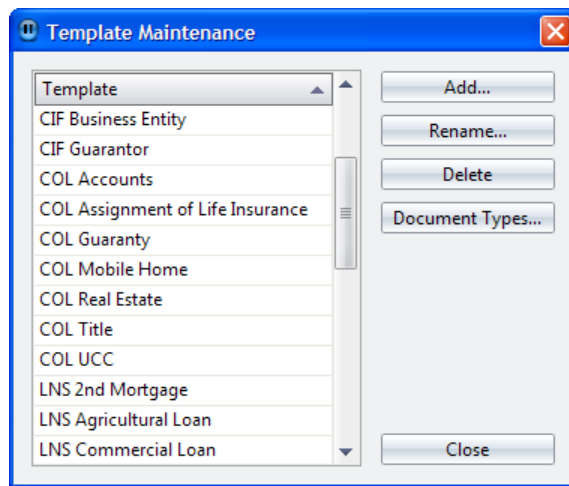 Template Maintenance
Template
CIF Business Entity
CIF Guarantor
COL Accounts
COL Assignment of Life Insurance
COL Guaranty
COL Mobile Home
COL Real Estate
COL Title
COL UCC
LNS 2nd Mortgage
LNS Agricultural Loan
LNS Commercial Loan
Add...
Rename...
Delete
Document Types...
Close